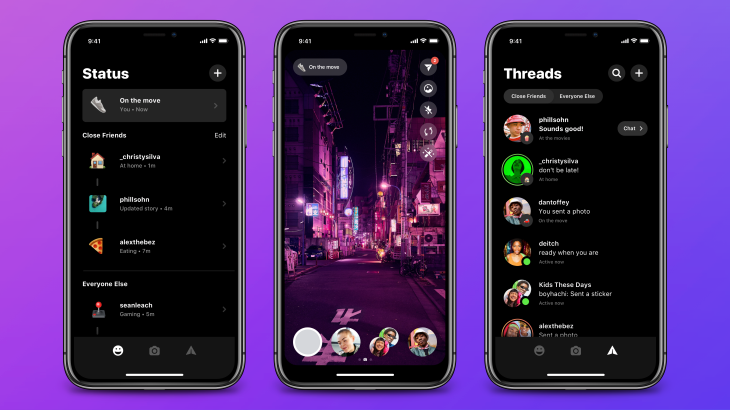 9:41
Status
On the move
You • Now
Close Friends
Edit
_christysilva
At home • 1m
phillsohn
Updated story • 4m
alexthebez
Eating • 7m
Everyone Else
seanleach
Gaming • 5m
9:41
On the move
9:41
Threads
Close Friends
Everyone Else
phillsohn
Sounds good!
At the movies
Chat
_christysilva
don't be late!
At home
dantoffey
You sent a photo
On the move
deitch
ready when you are
Active now
Kids These Days
boyhachi: Sent a sticker
Active now
alexthebez
Sent a photo